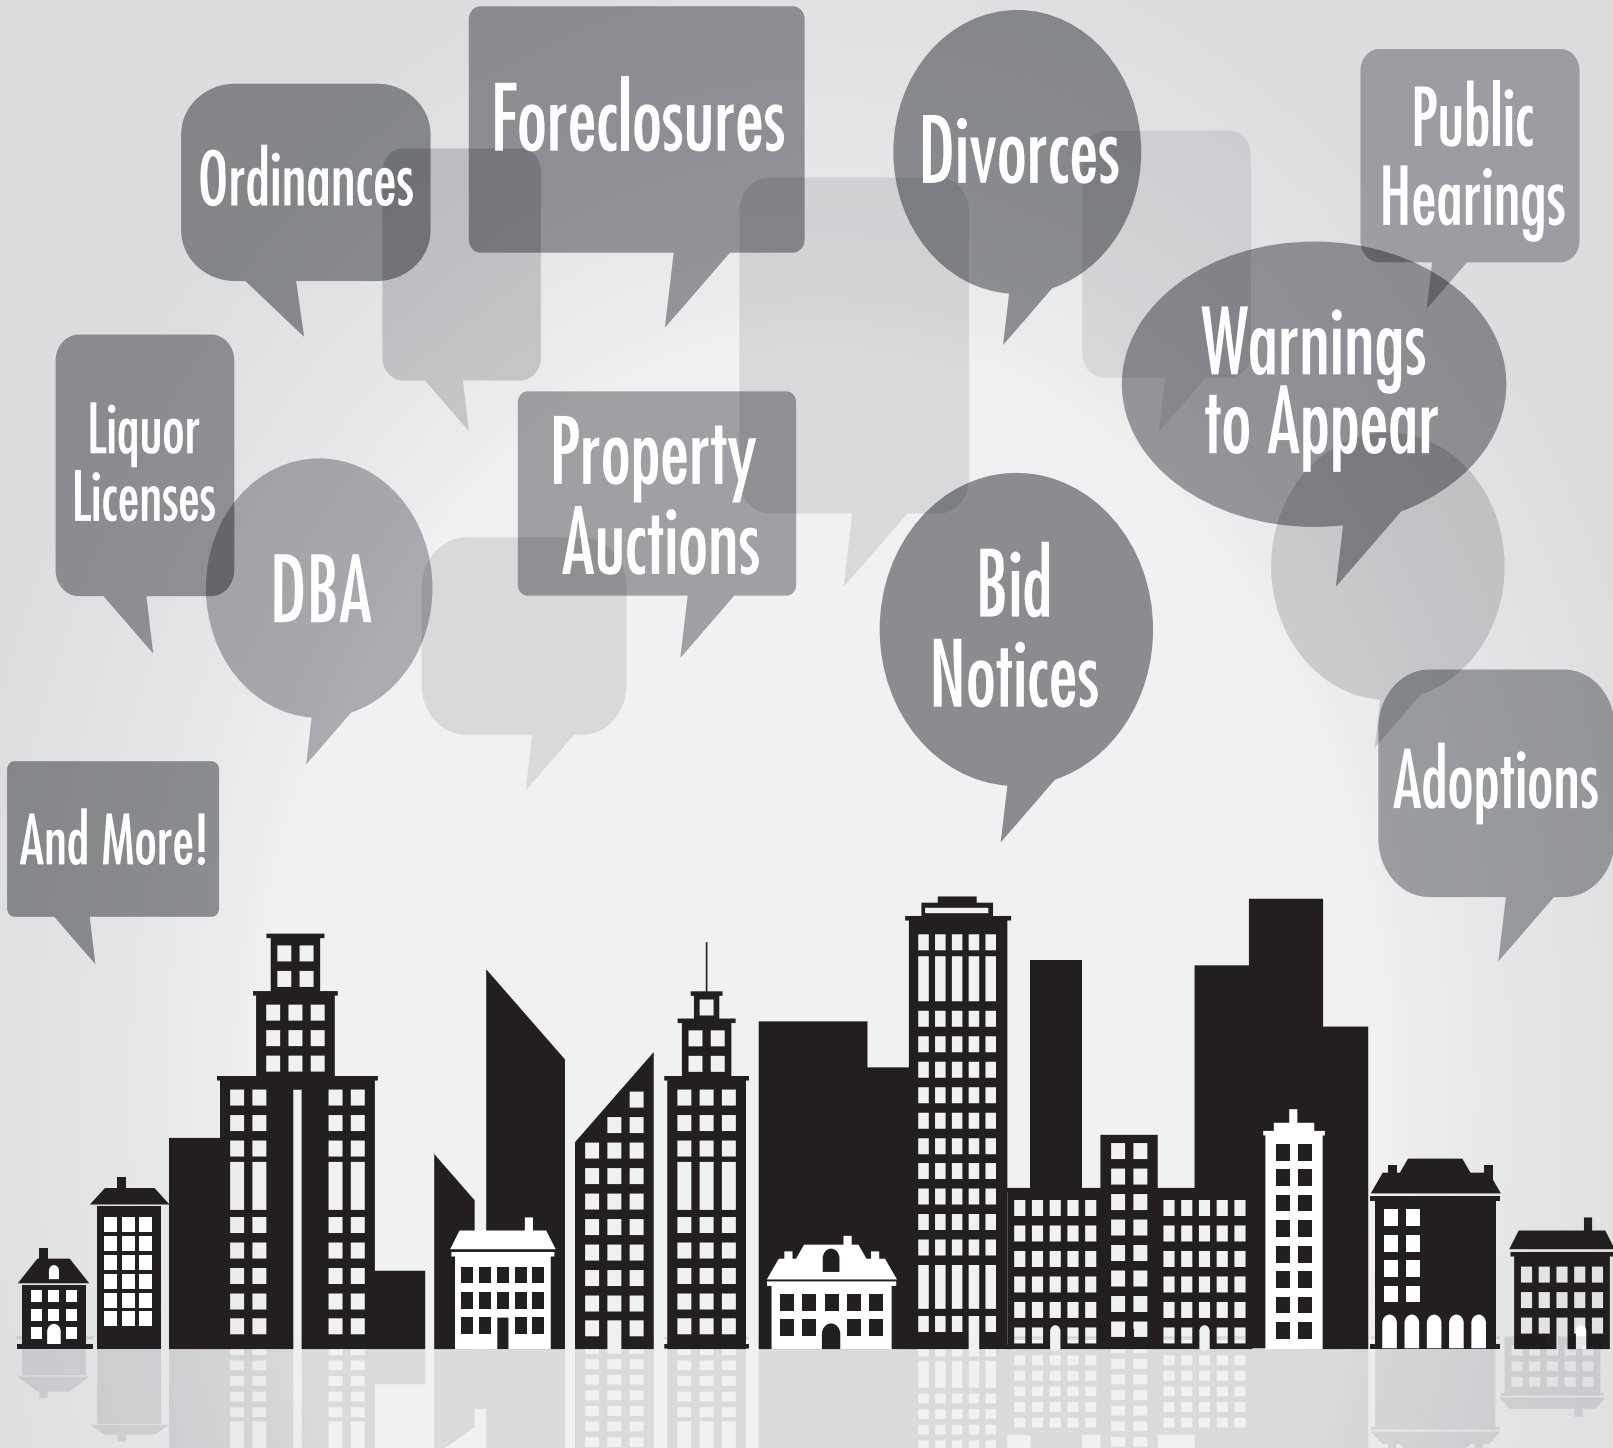 Foreclosures
Ordinances
Divorces
Public
Hearings
Warnings
to Appear
Liquor
Licenses
Property
Auctions
DBA
Bid
Notices
Adoptions
And More!